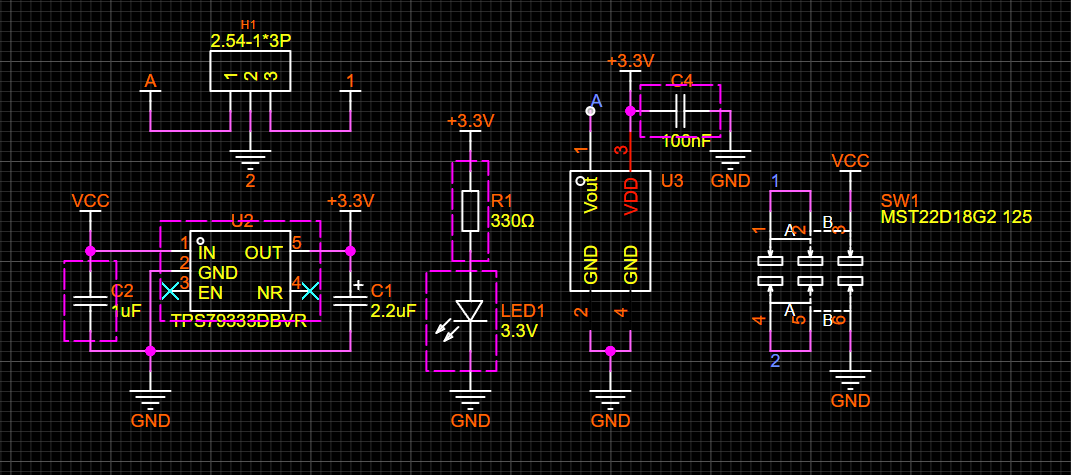 H1
2.54-1*3P
1 2 3
A
1
2
VCC
+3.3V
U2
1
IN
OUT
5
2
GND
3
EN
NR
4
TPS79333DBVR
C2
1uF
+
C1
2.2uF
GND
+3.3V
R1
330Ω
LED1
3.3V
GND
+3.3V
C4
100nF
GND
A
1
3
U3
Vout
VDD
GND
GND
2
4
GND
VCC
SW1
MST22D18G2 125
1
1
A
2
B
3
4
A
5
B
6
2
GND